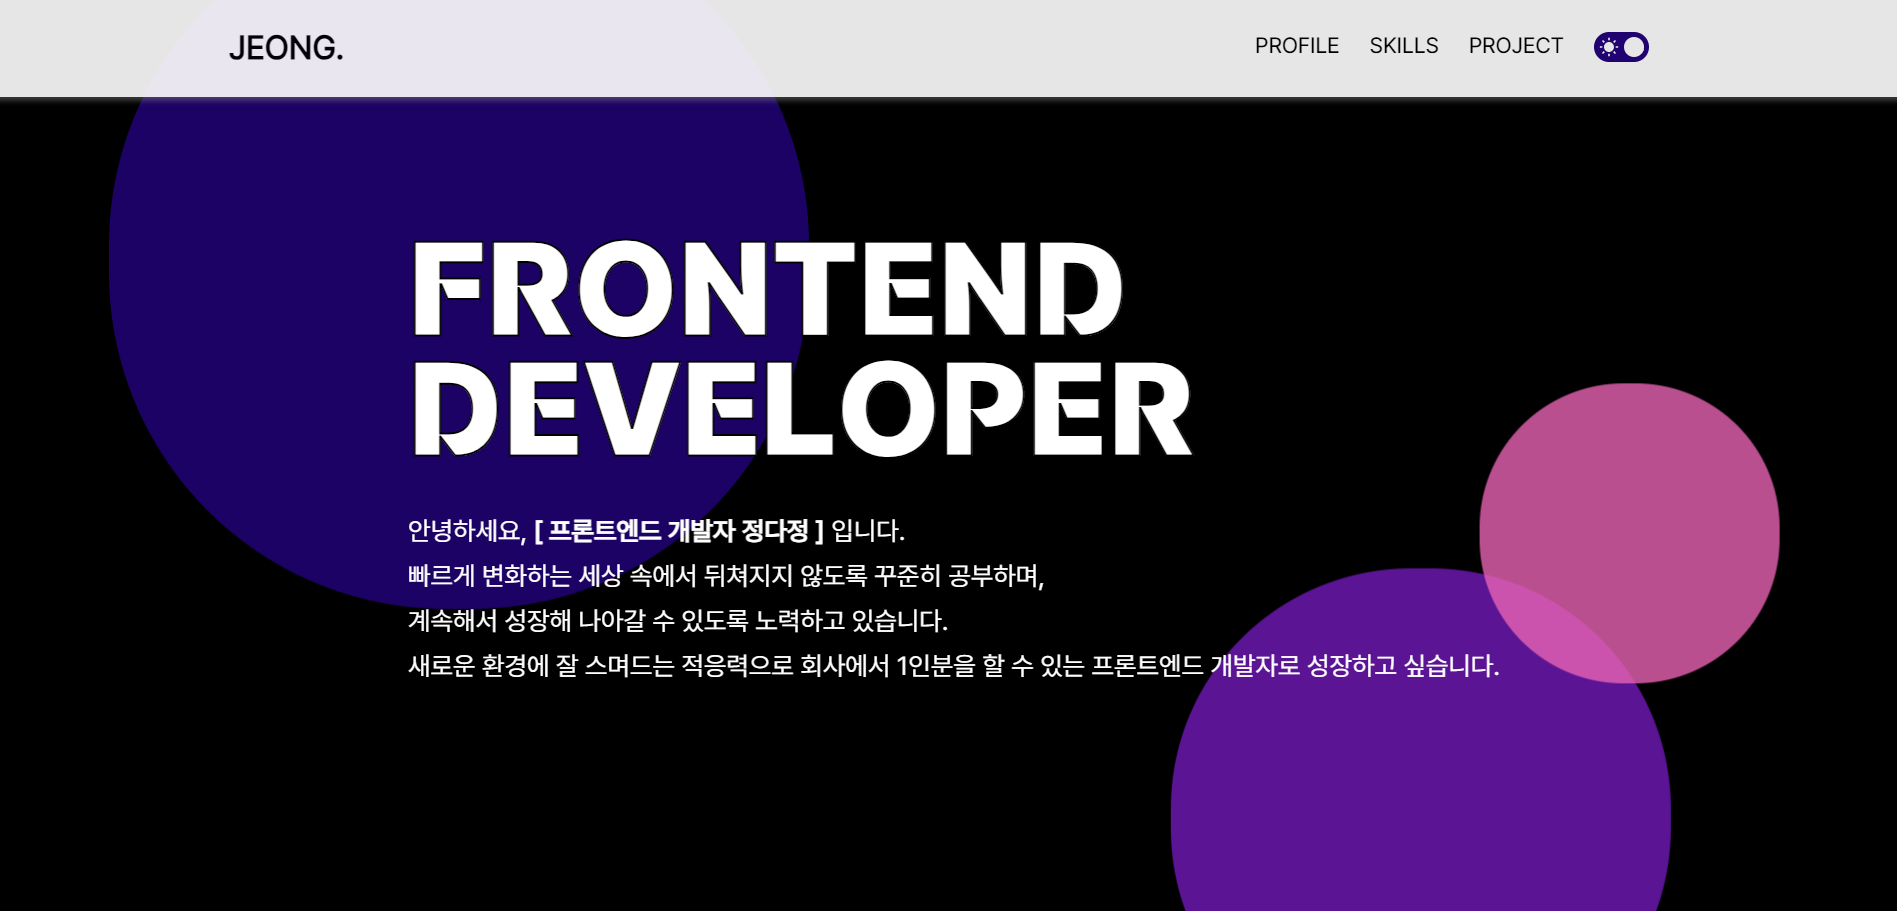 JEONG.
PROFILE SKILLS PROJECT
FRONTEND
DEVELOPER
안녕하세요, [ 프론트엔드 개발자 정다정 ] 입니다.
빠르게 변화하는 세상 속에서 뒤쳐지지 않도록 꾸준히 공부하며,
계속해서 성장해 나아갈 수 있도록 노력하고 있습니다.
새로운 환경에 잘 스며드는 적응력으로 회사에서 1인분을 할 수 있는 프론트엔드 개발자로 성장하고 싶습니다.